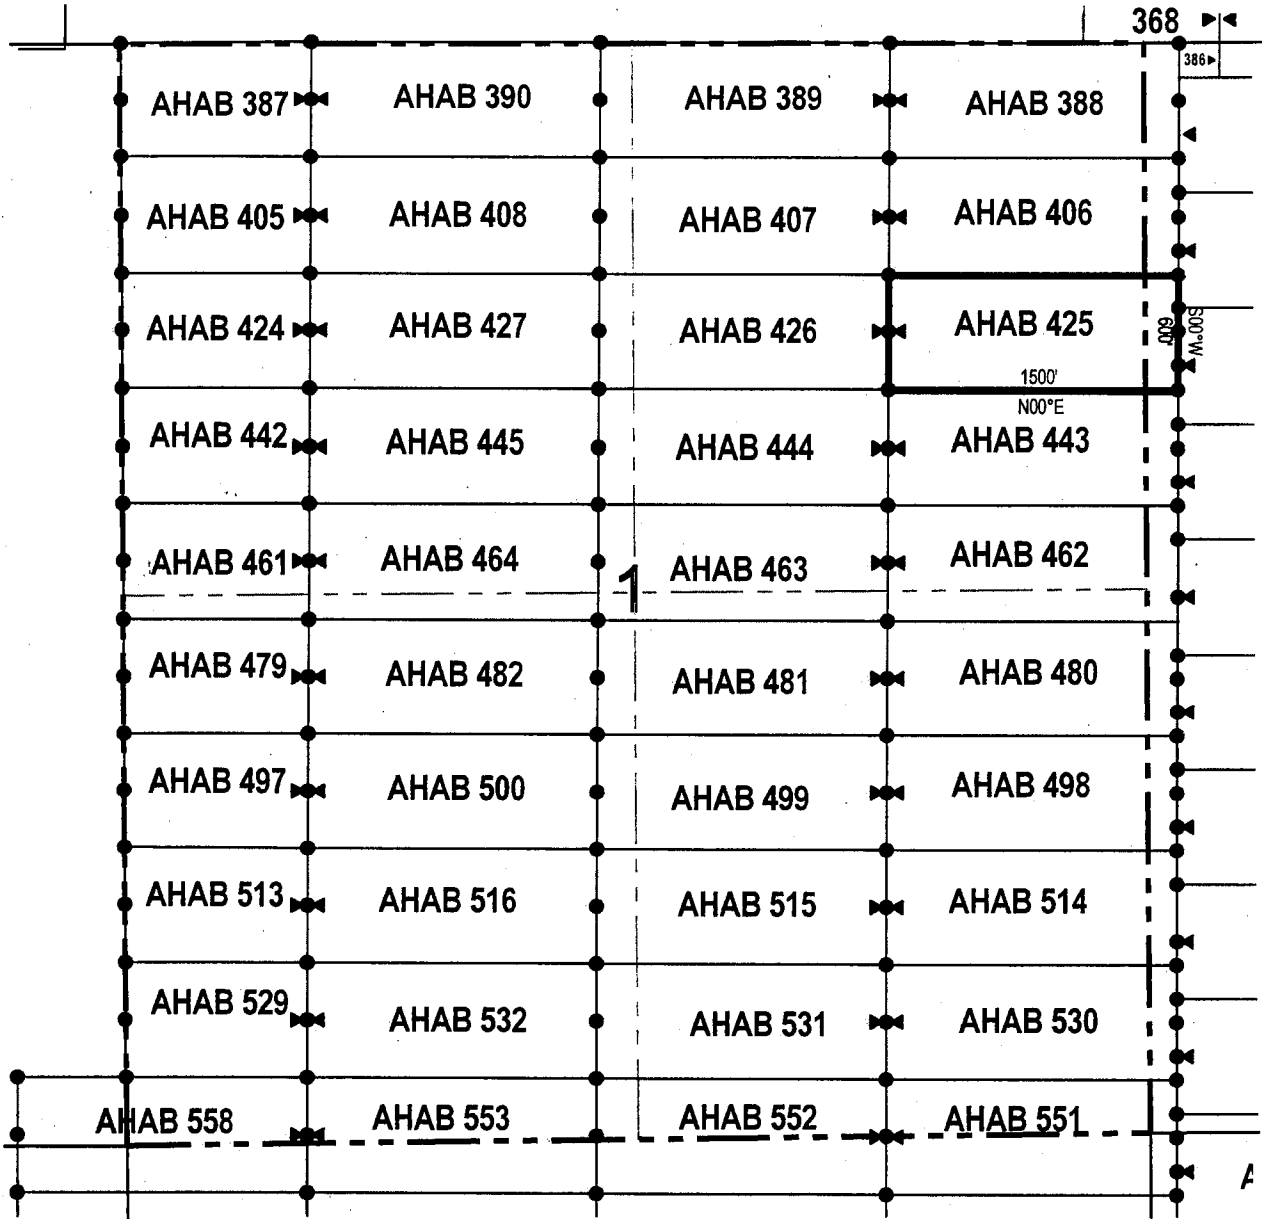 368
386
AHAB 387 AHAB 390 AHAB 389 AHAB 388
AHAB 405 AHAB 408 AHAB 407 AHAB 406
AHAB 424 AHAB 427 AHAB 426 AHAB 425
600'
S00°W
1500'
N00°E
AHAB 442 AHAB 445 AHAB 444 AHAB 443
AHAB 461 AHAB 464 AHAB 463 AHAB 462
1
AHAB 479 AHAB 482 AHAB 481 AHAB 480
AHAB 497 AHAB 500 AHAB 499 AHAB 498
AHAB 513 AHAB 516 AHAB 515 AHAB 514
AHAB 529 AHAB 532 AHAB 531 AHAB 530
AHAB 558 AHAB 553 AHAB 552 AHAB 551
A